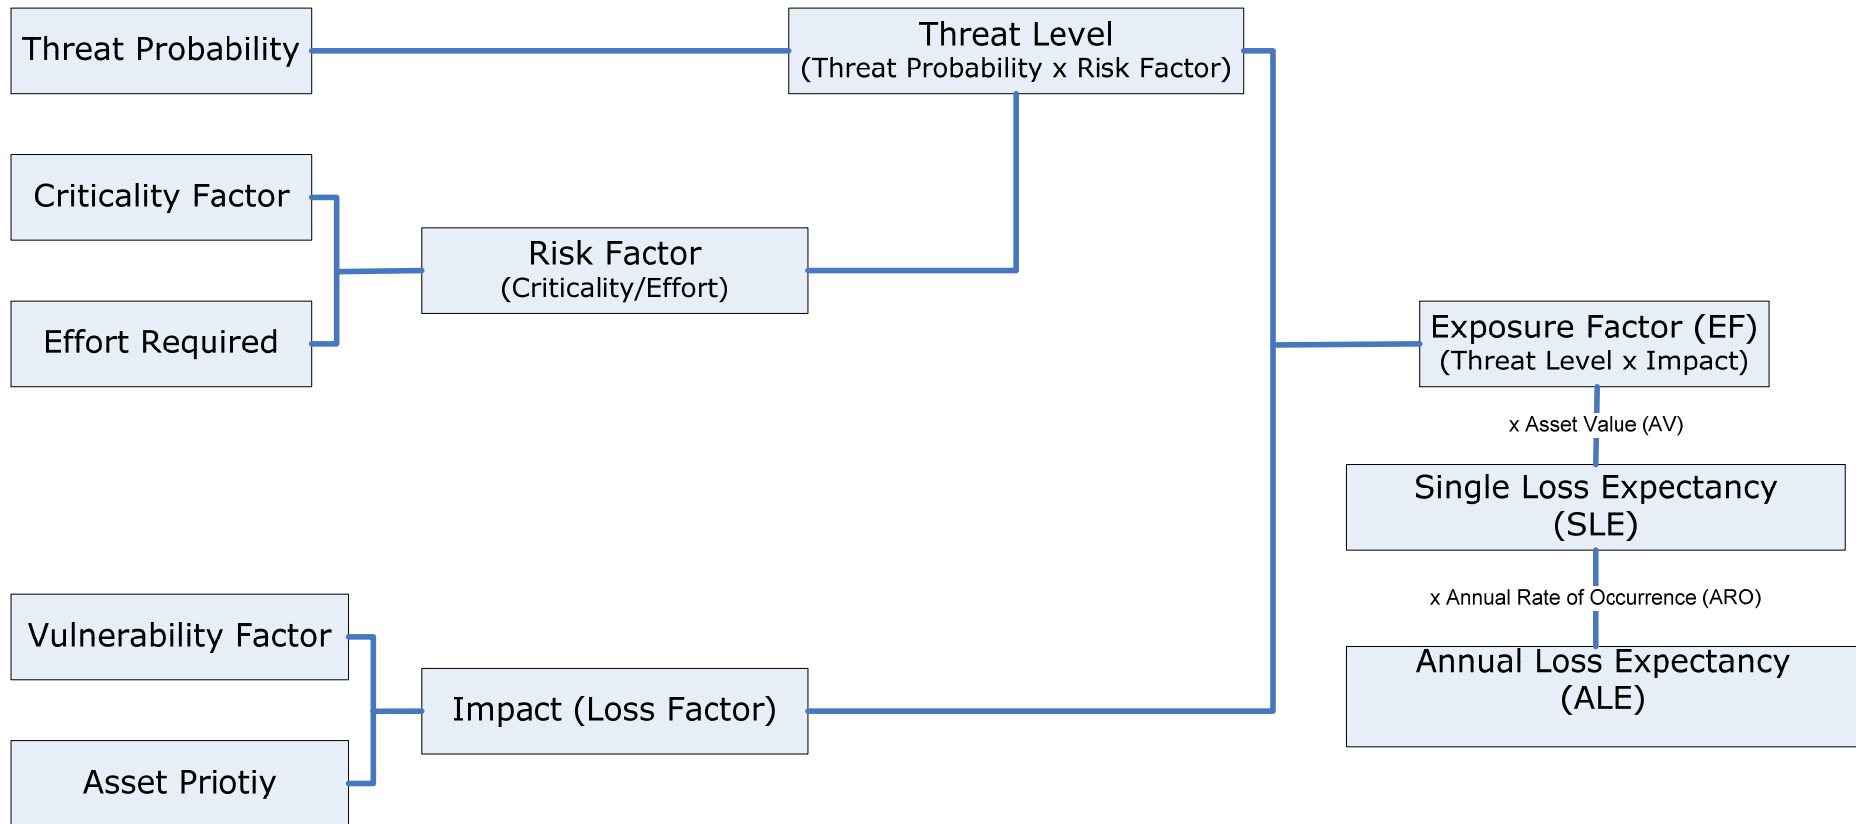 Threat Probability
Threat Level
(Threat Probability x Risk Factor)
Criticality Factor
Risk Factor
(Criticality/Effort)
Effort Required
Exposure Factor (EF)
(Threat Level x Impact)
x Asset Value (AV)
Single Loss Expectancy
(SLE)
x Annual Rate of Occurrence (ARO)
Vulnerability Factor
Annual Loss Expectancy
(ALE)
Impact (Loss Factor)
Asset Priotiy